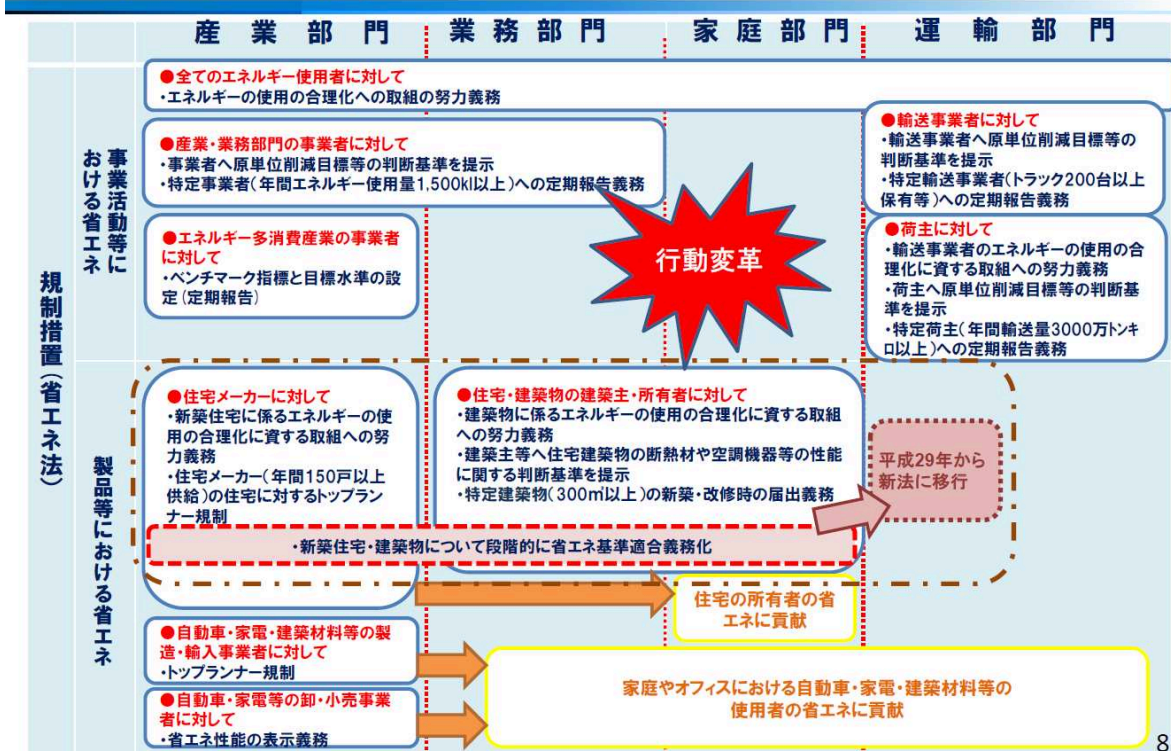 産業部門
業務部門
家庭部門
運輸部門
規制措置(省エネ法)
事業活動等に
おける省エネ
●全てのエネルギー使用者に対して
・エネルギーの使用の合理化への取組の努力義務
●産業・業務部門の事業者に対して
・事業者へ原単位削減目標等の判断基準を提示
・特定事業者(年間エネルギー使用量1,500kl以上)への定期報告義務
●エネルギー多消費産業の事業者
に対して
・ベンチマーク指標と目標水準の設
定(定期報告)
行動変革
●輸送事業者に対して
・輸送事業者へ原単位削減目標等の
判断基準を提示
・特定輸送事業者(トラック200台以上
保有等)への定期報告義務
●荷主に対して
・輸送事業者のエネルギーの使用の合
理化に資する取組への努力義務
・荷主へ原単位削減目標等の判断基
準を提示
・特定荷主(年間輸送量3000万トンキ
ロ以上)への定期報告義務
製品等における省エネ
●住宅メーカーに対して
・新築住宅に係るエネルギーの使
用の合理化に資する取組への努
力義務
・住宅メーカー(年間150戸以上
供給)の住宅に対するトップラン
ナー規制
●住宅・建築物の建築主・所有者に対して
・建築物に係るエネルギーの使用の合理化に資する取組
への努力義務
・建築主等へ住宅建築物の断熱材や空調機器等の性能
に関する判断基準を提示
・特定建築物(300㎡以上)の新築・改修時の届出義務
平成29年から
新法に移行
・新築住宅・建築物について段階的に省エネ基準適合義務化
住宅の所有者の省
エネに貢献
●自動車・家電・建築材料等の製
造・輸入事業者に対して
・トップランナー規制
●自動車・家電等の卸・小売事業
者に対して
・省エネ性能の表示義務
家庭やオフィスにおける自動車・家電・建築材料等の
使用者の省エネに貢献
8